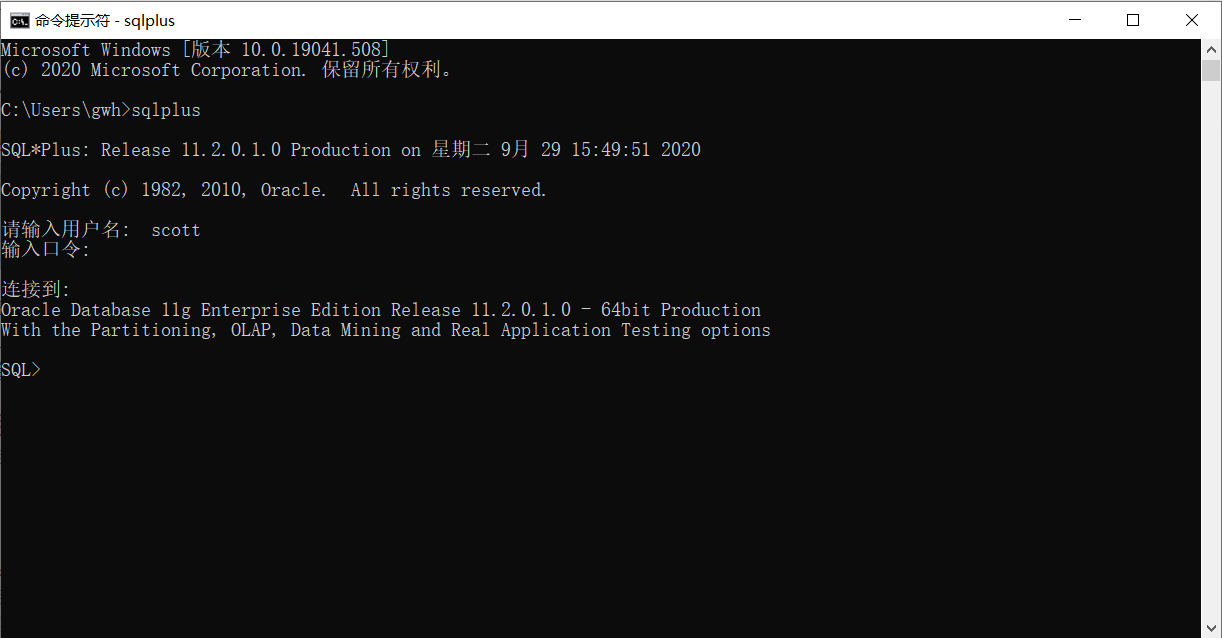 命令提示符 - sqlplus
Microsoft Windows [版本 10.0.19041.508]
(c) 2020 Microsoft Corporation. 保留所有权利。
C:\Users\gwh>sqlplus
SQL*Plus: Release 11.2.0.1.0 Production on 星期二 9月 29 15:49:51 2020
Copyright (c) 1982, 2010, Oracle.  All rights reserved.
请输入用户名:  scott
输入口令:
连接到:
Oracle Database 11g Enterprise Edition Release 11.2.0.1.0 - 64bit Production
With the Partitioning, OLAP, Data Mining and Real Application Testing options
SQL>